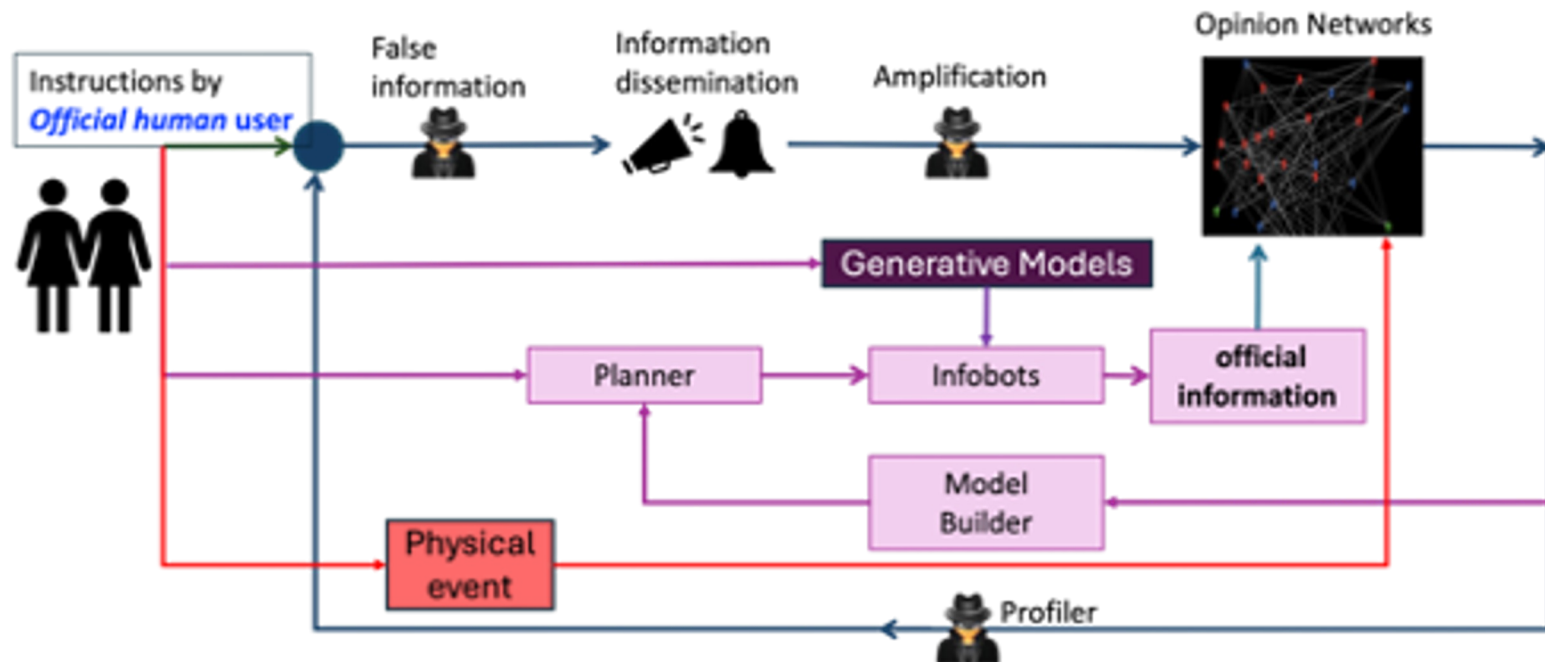 Opinion Networks
False
information
Information
dissemination
Amplification
Instructions by
Official human user
Generative Models
Planner
Infobots
official
information
Model
Builder
Physical
event
Profiler